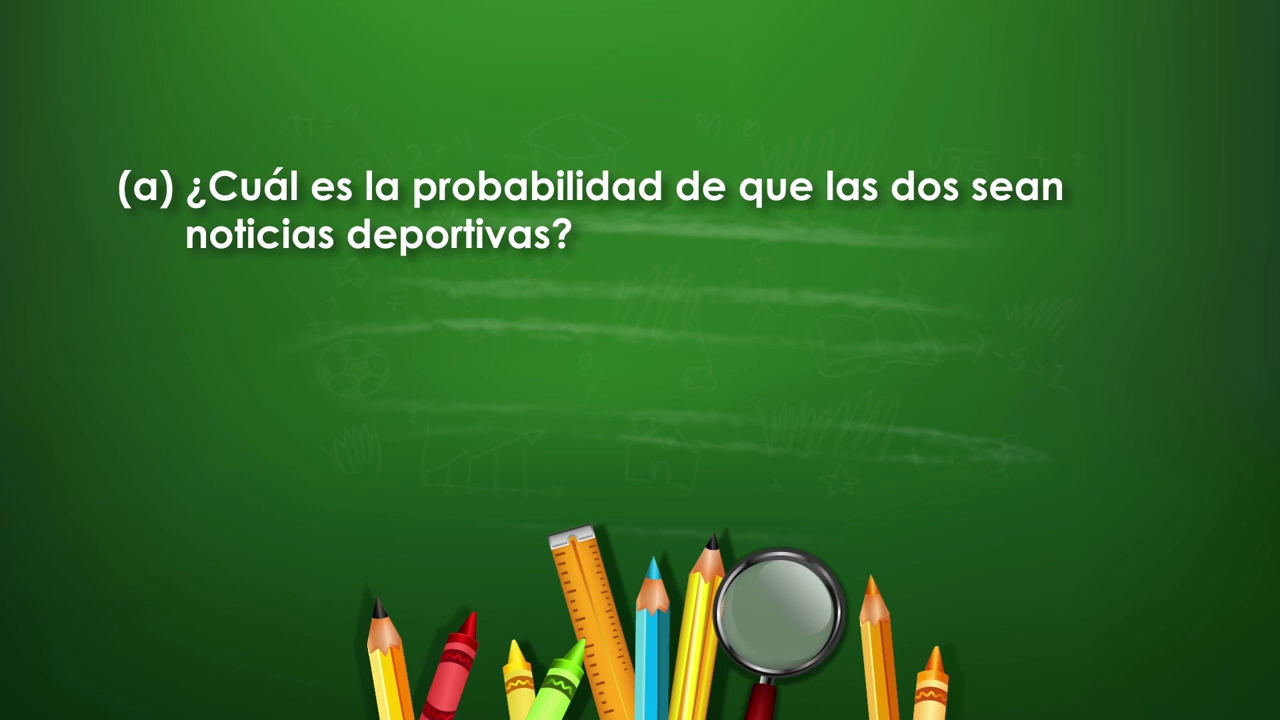 (a) ¿Cuál es la probabilidad de que las dos sean
noticias deportivas?